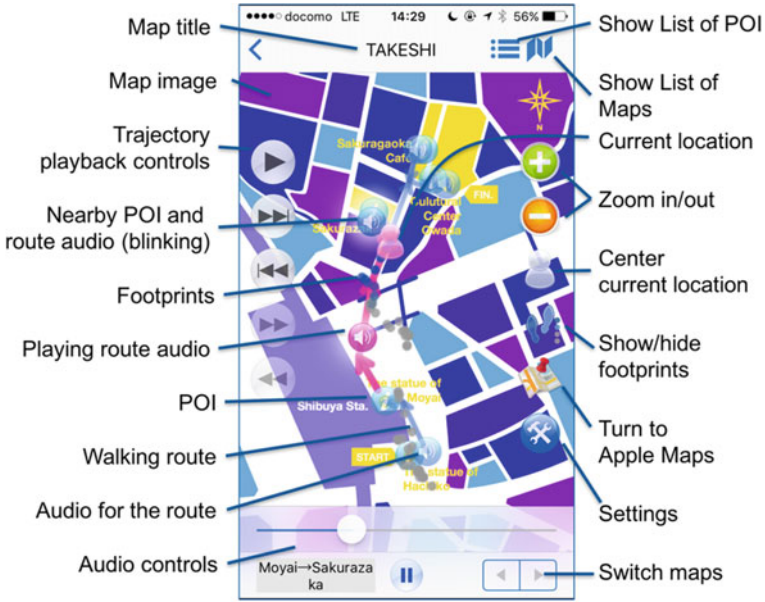 docomo LTE 14:29 56%
TAKESHI
Map title
Map image
Trajectory
playback controls
Nearby POI and
route audio (blinking)
Footprints
Playing route audio
POI
Walking route
Audio for the route
Audio controls
Sakuragaoka
Cafe
FIN.
Center
Owada
Sakuraz
N
The statue of
Moyai
Shibuya Sta.
START
The statue of
Moyai→Sakuraza
ka
Show List of POI
Show List of
Maps
Current location
Zoom in/out
Center
current location
Show/hide
footprints
Turn to
Apple Maps
Settings
Switch maps